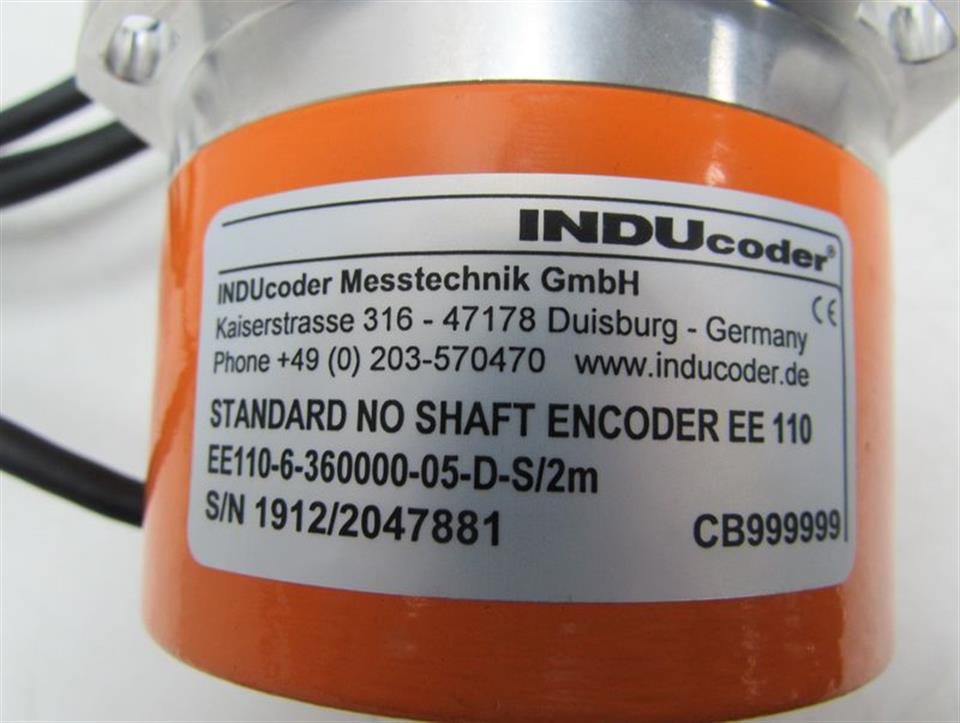 INDUcoder®
INDUcoder Messtechnik GmbH
CE
Kaiserstrasse 316 - 47178 Duisburg - Germany
Phone +49 (0) 203-570470 www.inducoder.de
STANDARD NO SHAFT ENCODER EE 110
EE110-6-360000-05-D-S/2m
S/N 1912/2047881 CB999999